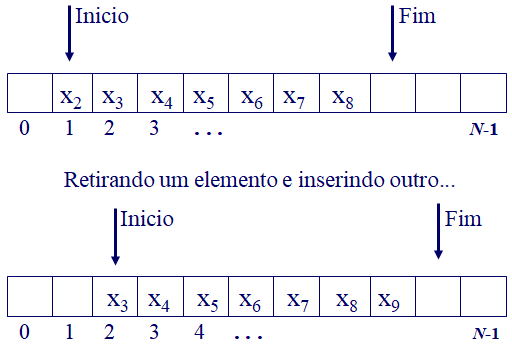 Inicio Fim
x₂ x₃ x₄ x₅ x₆ x₇ x₈
0 1 2 3 ... N-1
Retirando um elemento e inserindo outro...
Inicio Fim
x₃ x₄ x₅ x₆ x₇ x₈ x₉
0 1 2 3 4 ... N-1